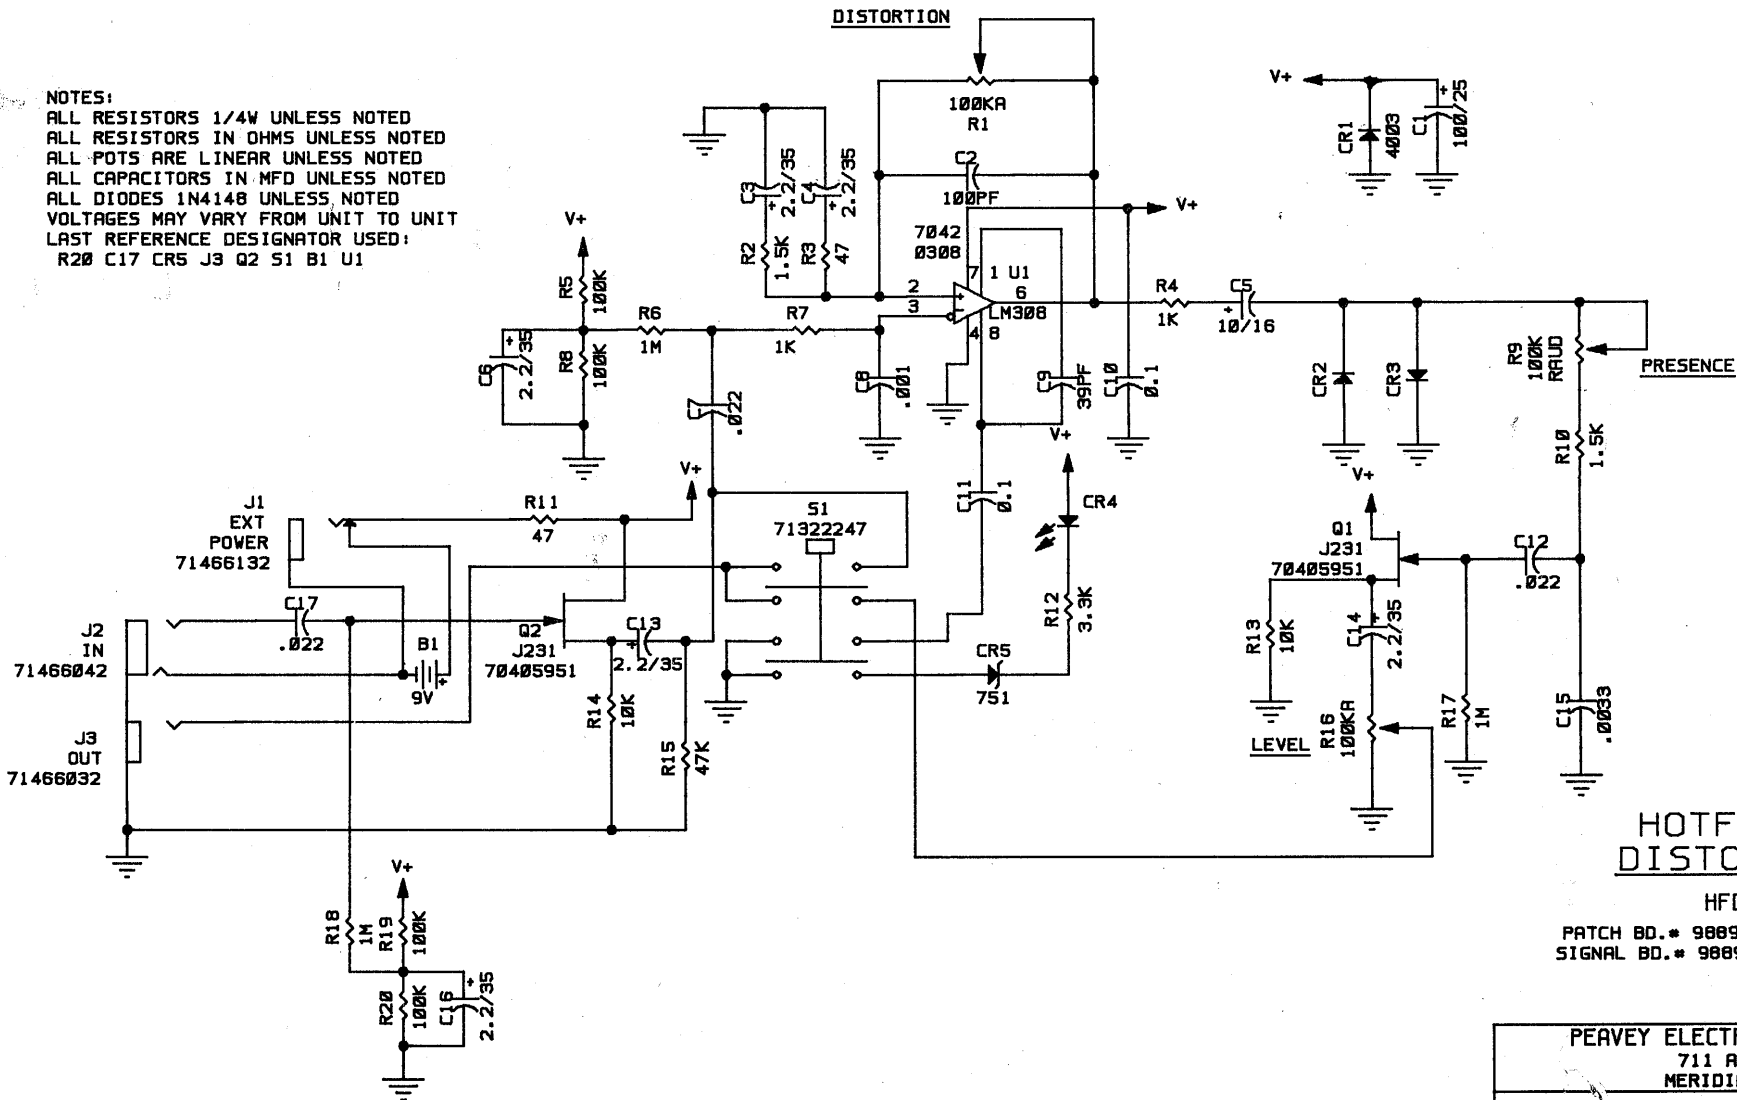 DISTORTION
NOTES:
ALL RESISTORS 1/4W UNLESS NOTED
ALL RESISTORS IN OHMS UNLESS NOTED
ALL POTS ARE LINEAR UNLESS NOTED
ALL CAPACITORS IN MFD UNLESS NOTED
ALL DIODES 1N4148 UNLESS NOTED
VOLTAGES MAY VARY FROM UNIT TO UNIT
LAST REFERENCE DESIGNATOR USED:
R20 C17 CR5 J3 Q2 S1 B1 U1
100KA
R1
C2
100PF
V+
CR1
4003
C1
+
100/25
C3
+
2.2/35
C4
+
2.2/35
R2
1.5K
R3
47
V+
7042
0308
7
1
U1
2
+
6
3
-
LM308
4
8
V+
R5
100K
R6
1M
R7
1K
R8
100K
C6
+
2.2/35
C7
.022
C8
.001
C9
39PF
C10
0.1
R4
1K
C5
+
10/16
CR2
CR3
R9
100K
RAUD
PRESENCE
R10
1.5K
V+
V+
V+
J1
EXT
POWER
71466132
R11
47
S1
71322247
C11
0.1
CR4
Q1
J231
70405951
C12
.022
C17
.022
J2
IN
71466042
B1
+
9V
Q2
J231
70405951
C13
+
2.2/35
R12
3.3K
CR5
751
R13
10K
C14
+
2.2/35
R14
10K
R15
47K
J3
OUT
71466032
LEVEL
R16
100KA
R17
1M
C15
.0033
V+
R18
1M
R19
100K
R20
100K
C16
+
2.2/35
HOTF
DISTO
HFD
PATCH BD.# 9889
SIGNAL BD.# 988
PEAVEY ELECT
711 A
MERIDI